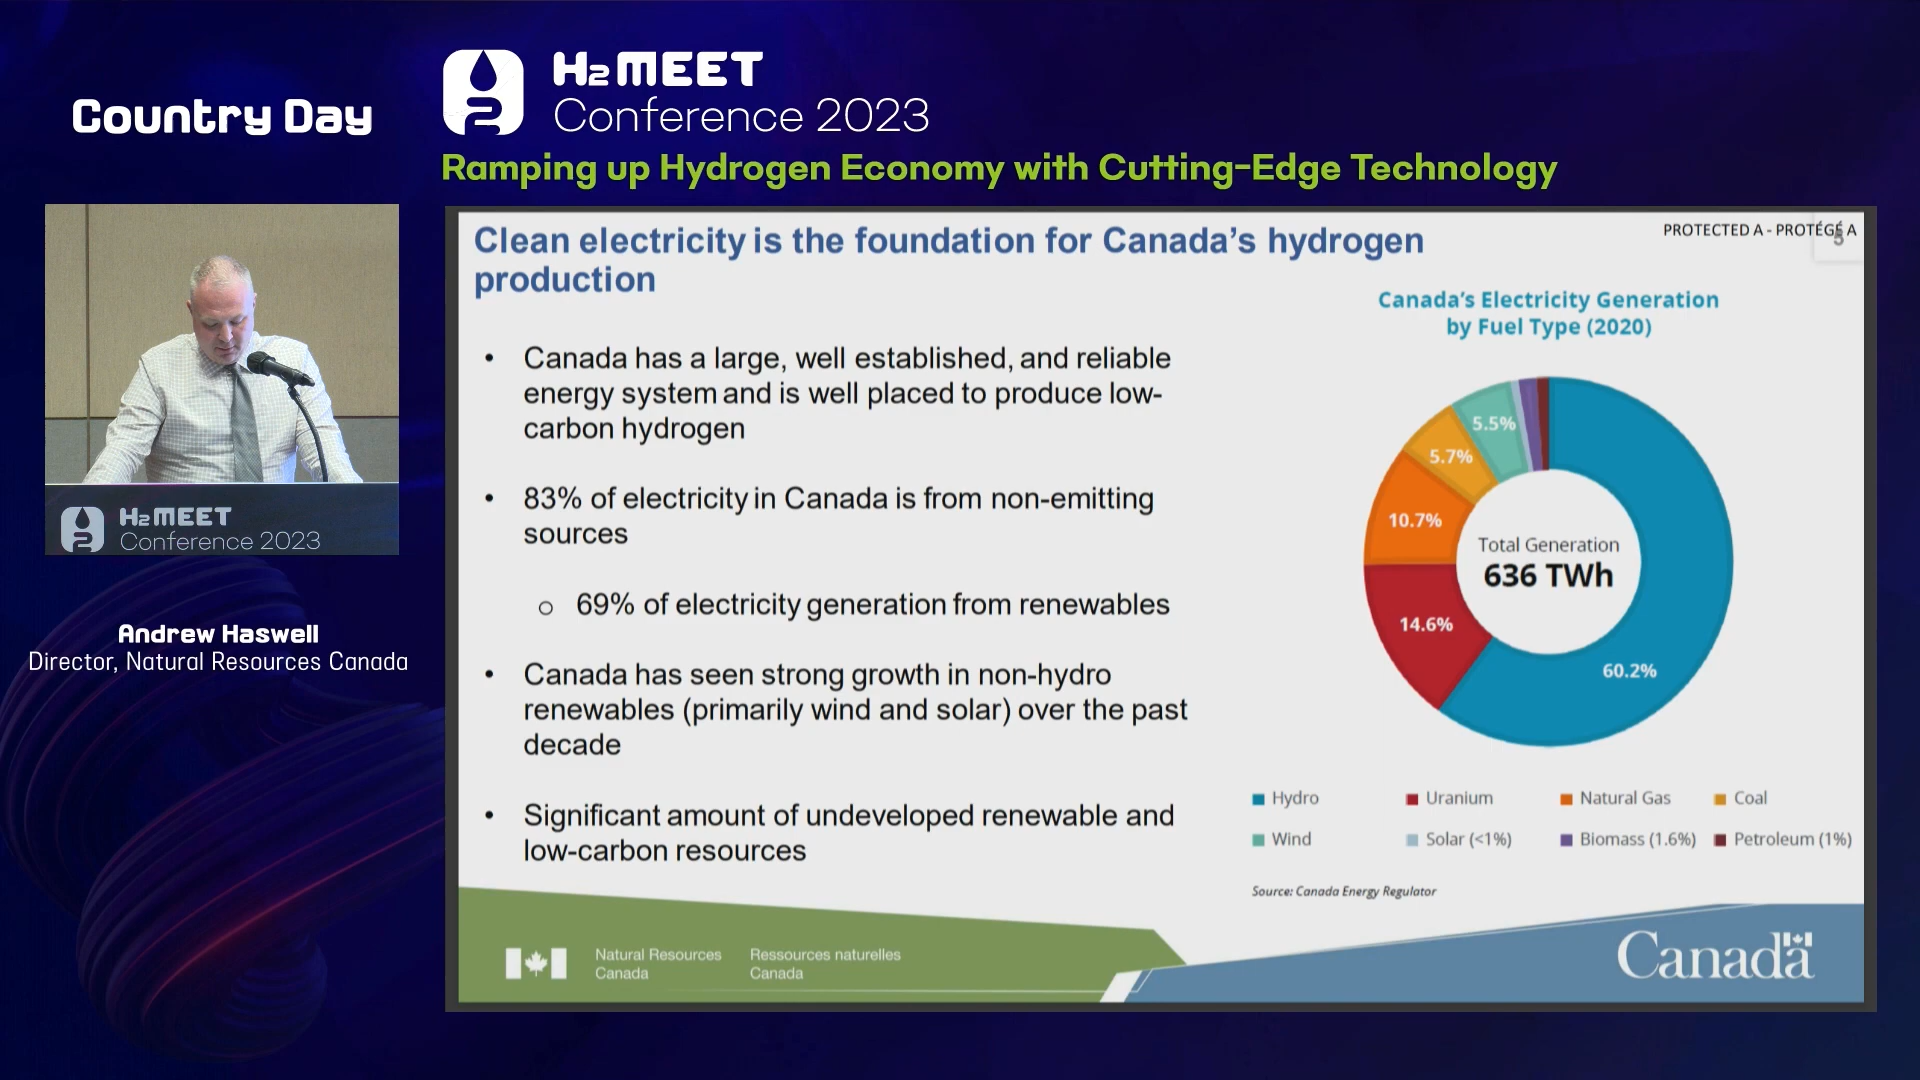 Country Day
H2 MEET
Conference 2023
Ramping up Hydrogen Economy with Cutting-Edge Technology
H2 MEET
Conference 2023
Andrew Haswell
Director, Natural Resources Canada
PROTECTED A - PROTÉGÉ A
5
Clean electricity is the foundation for Canada's hydrogen
production
• Canada has a large, well established, and reliable
energy system and is well placed to produce low-
carbon hydrogen
• 83% of electricity in Canada is from non-emitting
sources
o 69% of electricity generation from renewables
• Canada has seen strong growth in non-hydro
renewables (primarily wind and solar) over the past
decade
• Significant amount of undeveloped renewable and
low-carbon resources
Canada's Electricity Generation
by Fuel Type (2020)
5.5%
5.7%
10.7%
14.6%
60.2%
Total Generation
636 TWh
Hydro Uranium Natural Gas Coal
Wind Solar (<1%) Biomass (1.6%) Petroleum (1%)
Source: Canada Energy Regulator
Natural Resources Ressources naturelles
Canada Canada
Canada